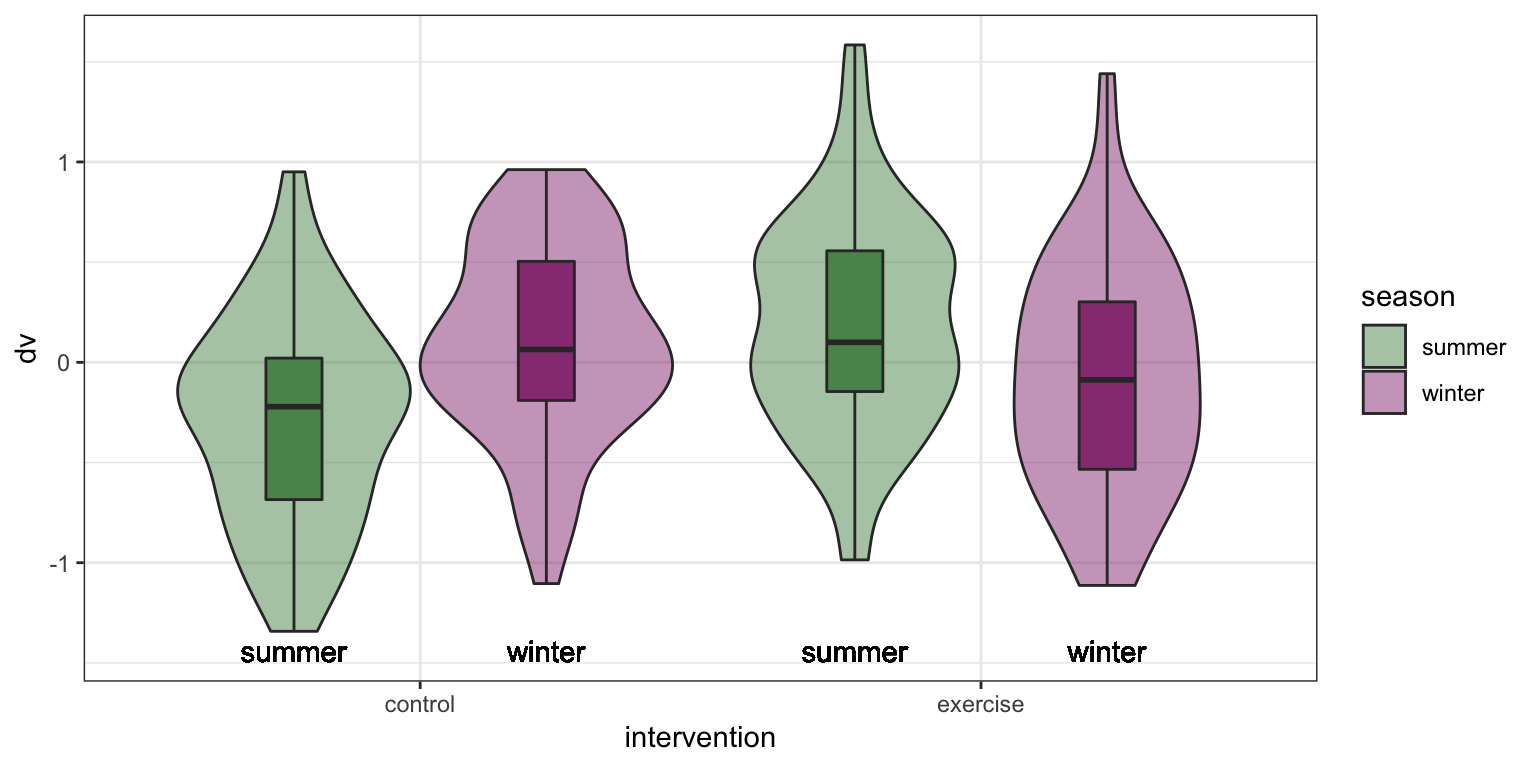 dv
1
0
-1
summer winter summer winter
control exercise
intervention
season
summer
winter